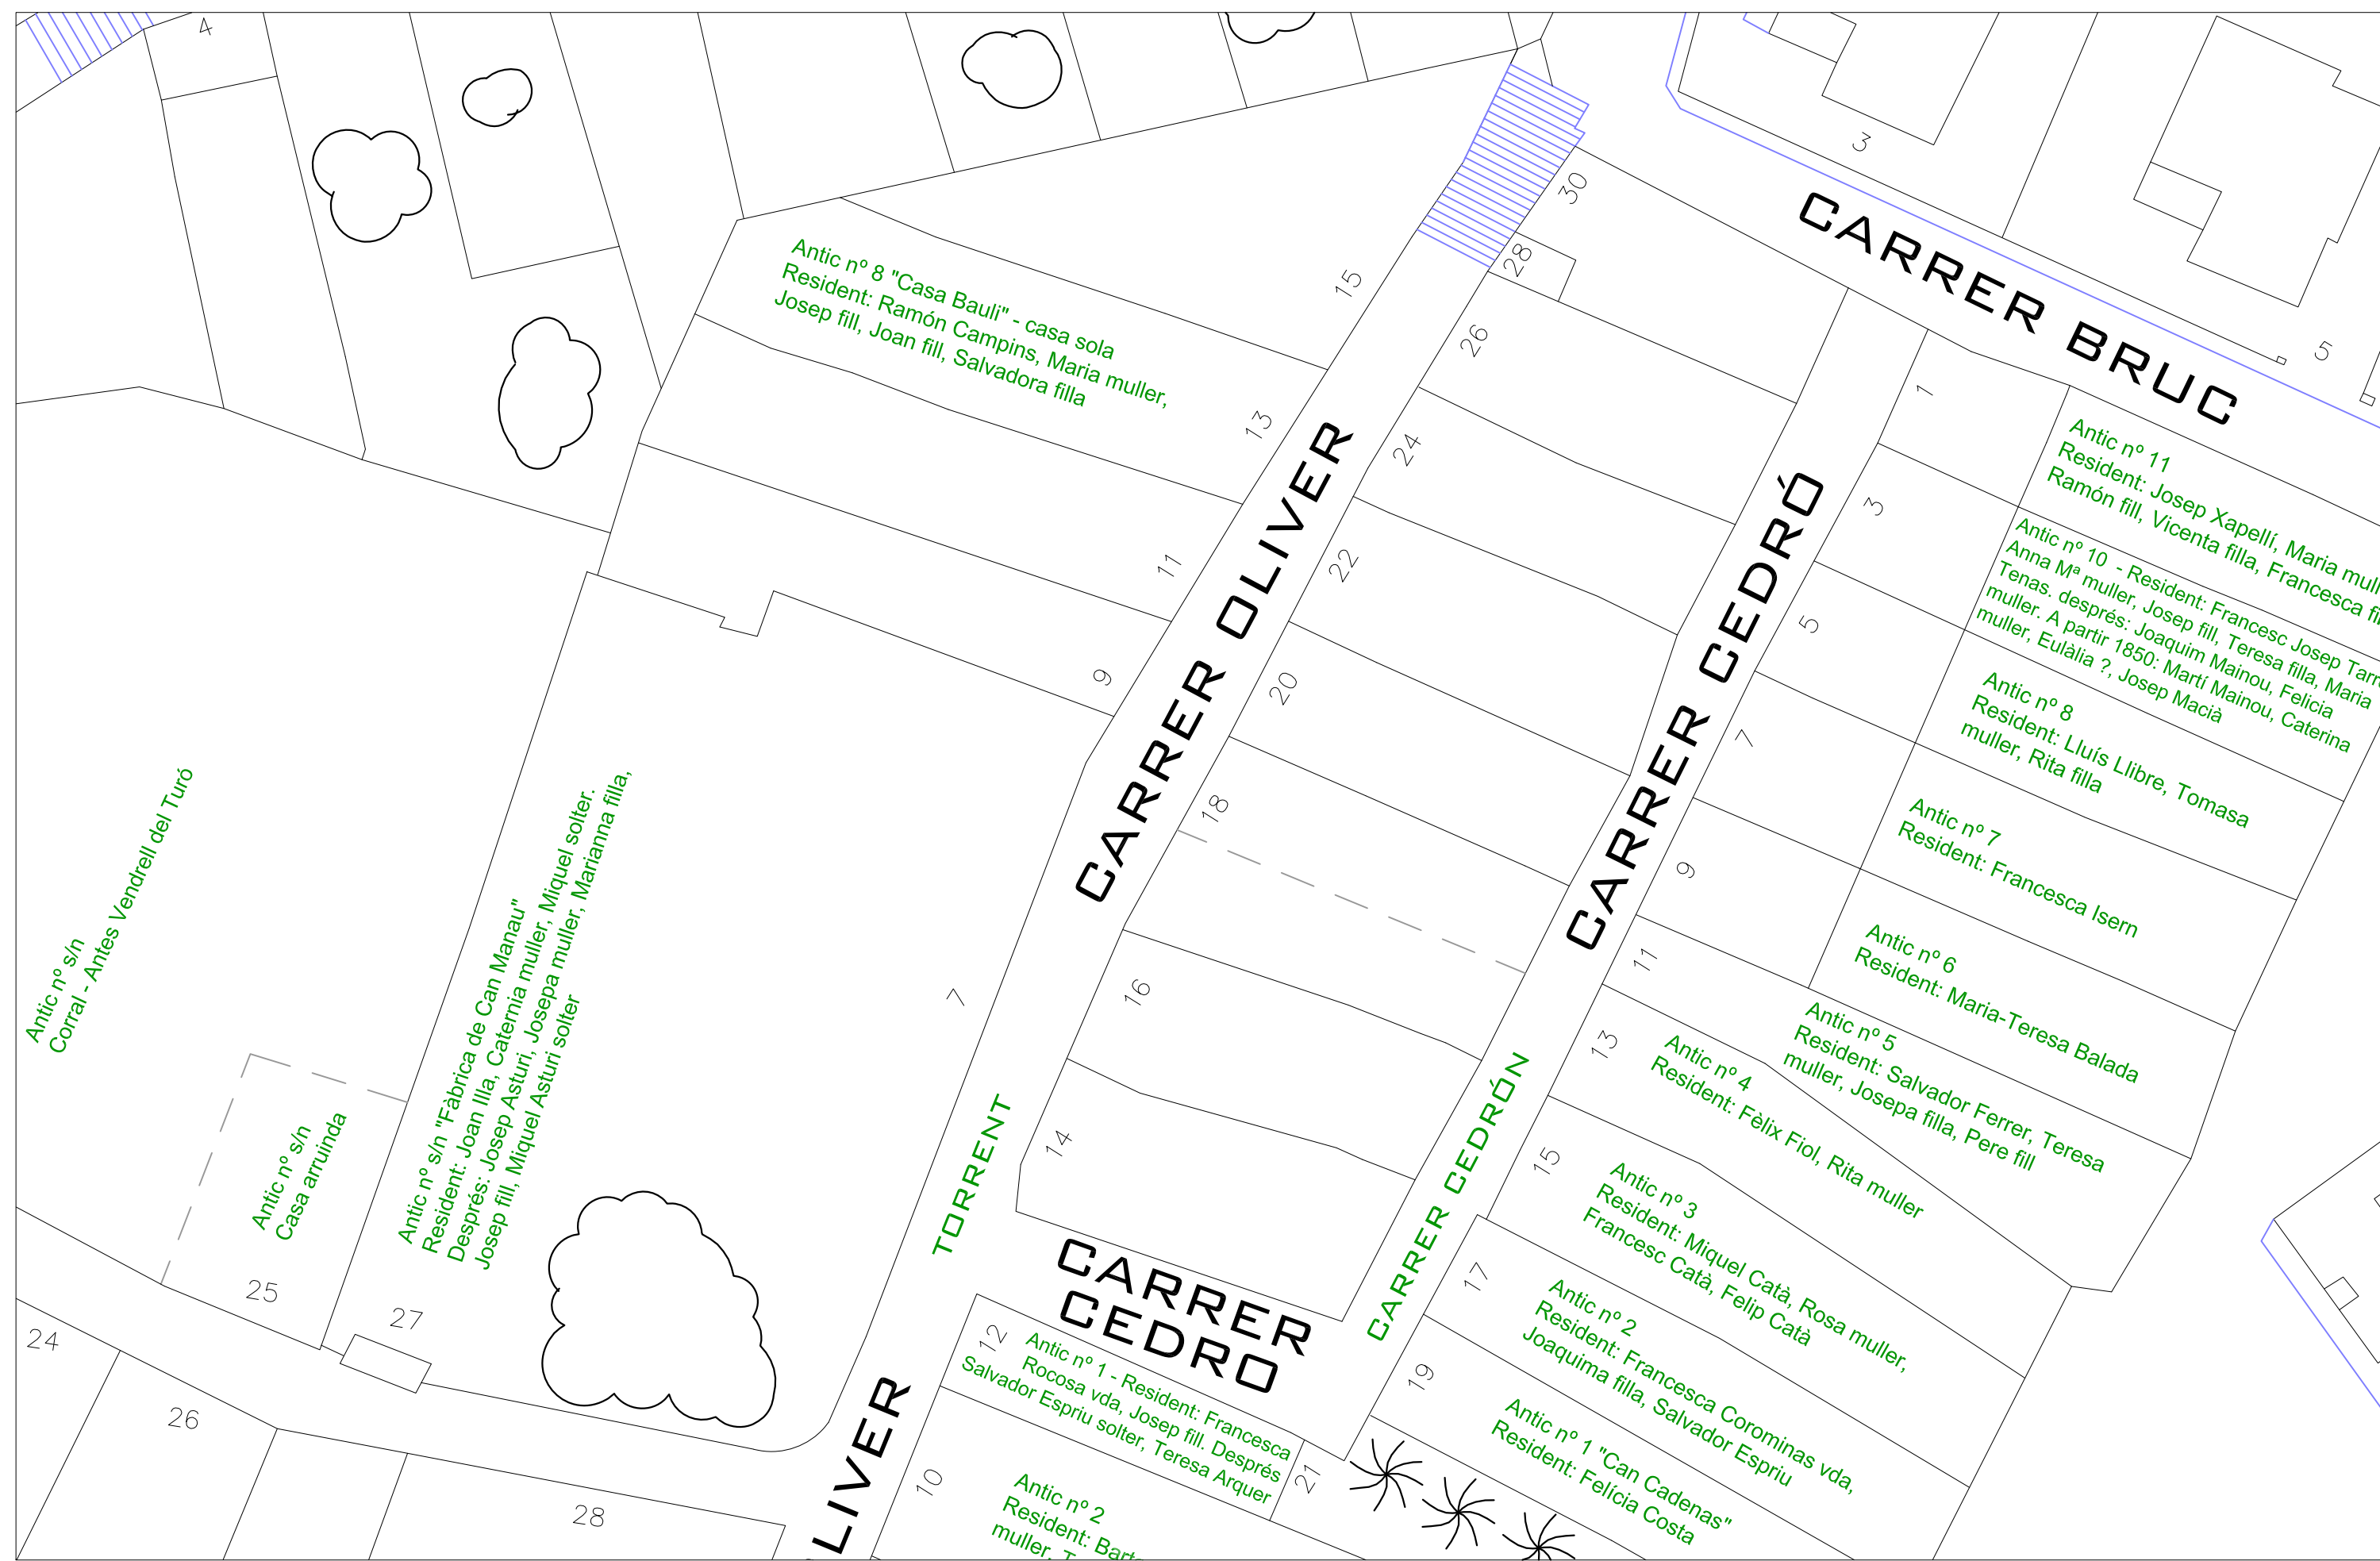 4
3
5
CARRER BRUC
30
28
26
24
22
20
18
16
14
15
13
11
9
7
CARRER OLIVER
CARRER CEDRÓ
1
3
5
7
9
11
13
15
17
19
21
12
10
Antic nº 8 "Casa Bauli" - casa sola
Resident: Ramón Campins, Maria muller,
Josep fill, Joan fill, Salvadora filla
Antic nº 11
Resident: Josep Xapellí, Maria
Ramón fill, Vicenta filla, Francesca
Antic nº 10 - Resident: Francesc Josep
Anna Mª muller, Josep fill, Teresa filla, Maria
Tenas. després: Joaquim Mainou, Felicia
muller. A partir 1850: Martí Mainou, Caterina
muller, Eulàlia ?, Josep Macià
Antic nº 8
Resident: Lluís Llibre, Tomasa
muller, Rita filla
Antic nº 7
Resident: Francesca Isern
Antic nº 6
Resident: Maria-Teresa Balada
Antic nº 5
Resident: Salvador Ferrer, Teresa
muller, Josepa filla, Pere fill
Antic nº 4
Resident: Fèlix Fiol, Rita muller
Antic nº 3
Resident: Miquel Catà, Rosa muller,
Francesc Catà, Felip Catà
Antic nº 2
Resident: Francesca Corominas vda,
Joaquima filla, Salvador Espriu
Antic nº 1 "Can Cadenas"
Resident: Felícia Costa
Antic nº s/n
Corral - Antes Vendrell del Turó
Antic nº s/n
Casa arruinda
Antic nº s/n "Fàbrica de Can Manau"
Resident: Joan Illa, Caternia muller, Miquel solter.
Després: Josep Asturi, Josepa muller, Marianna filla,
Josep fill, Miquel Asturi solter
TORRENT
CARRER CEDRÓN
CARRER
CEDRO
Antic nº 1 - Resident: Francesca
Rocosa vda, Josep fill. Després
Salvador Espriu solter, Teresa Arquer
Antic nº 2
Resident:
muller,
LIVER
25
27
24
26
28